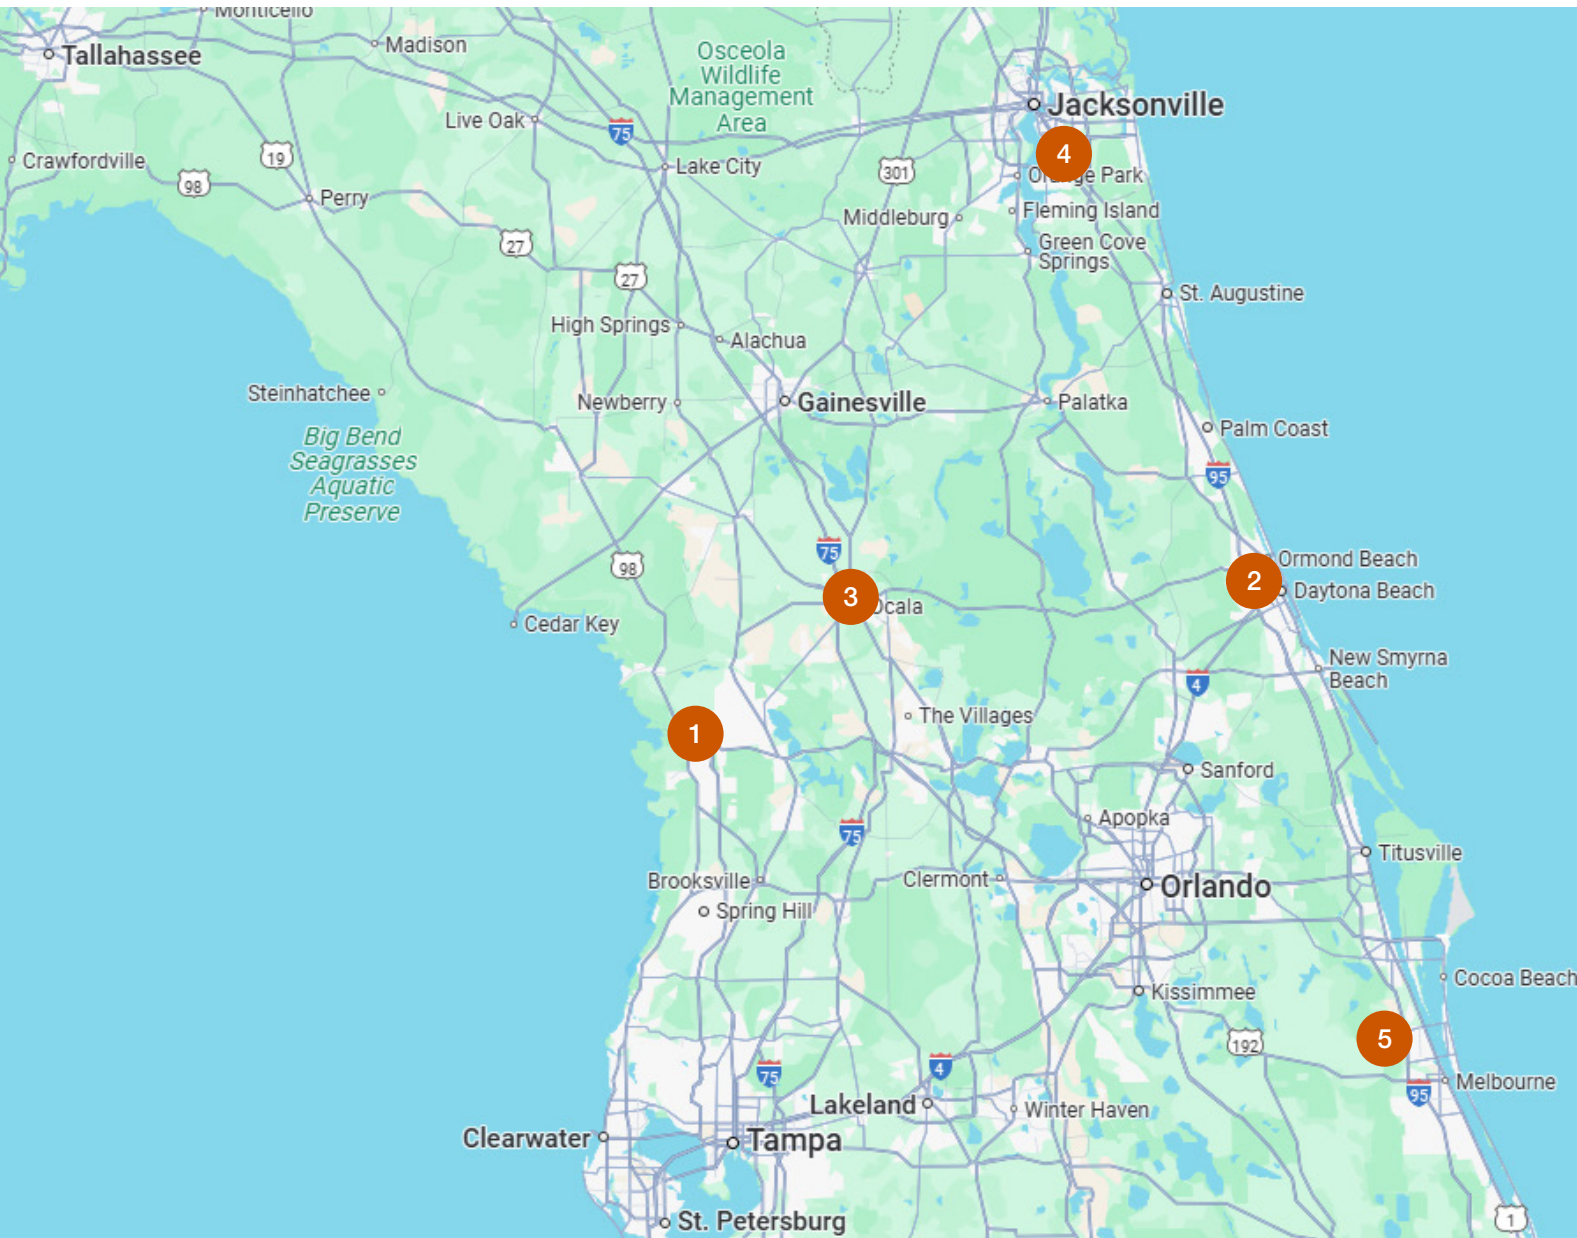 Monticello
Tallahassee
Madison
Osceola
Wildlife
Management
Area
Jacksonville
Live Oak
75
4
Crawfordville
19
Lake City
301
Orange Park
98
Perry
Middleburg
Fleming Island
27
Green Cove
Springs
27
St. Augustine
High Springs
Alachua
Steinhatchee
Newberry
Gainesville
Palatka
Big Bend
Seagrasses
Aquatic
Preserve
Palm Coast
95
75
98
Ormond Beach
2
Daytona Beach
3
Ocala
Cedar Key
New Smyrna
Beach
4
The Villages
1
Sanford
Apopka
75
Titusville
Brooksville
Clermont
Orlando
Spring Hill
Cocoa Beach
Kissimmee
5
192
75
4
95
Melbourne
Lakeland
Winter Haven
Clearwater
Tampa
St. Petersburg
1